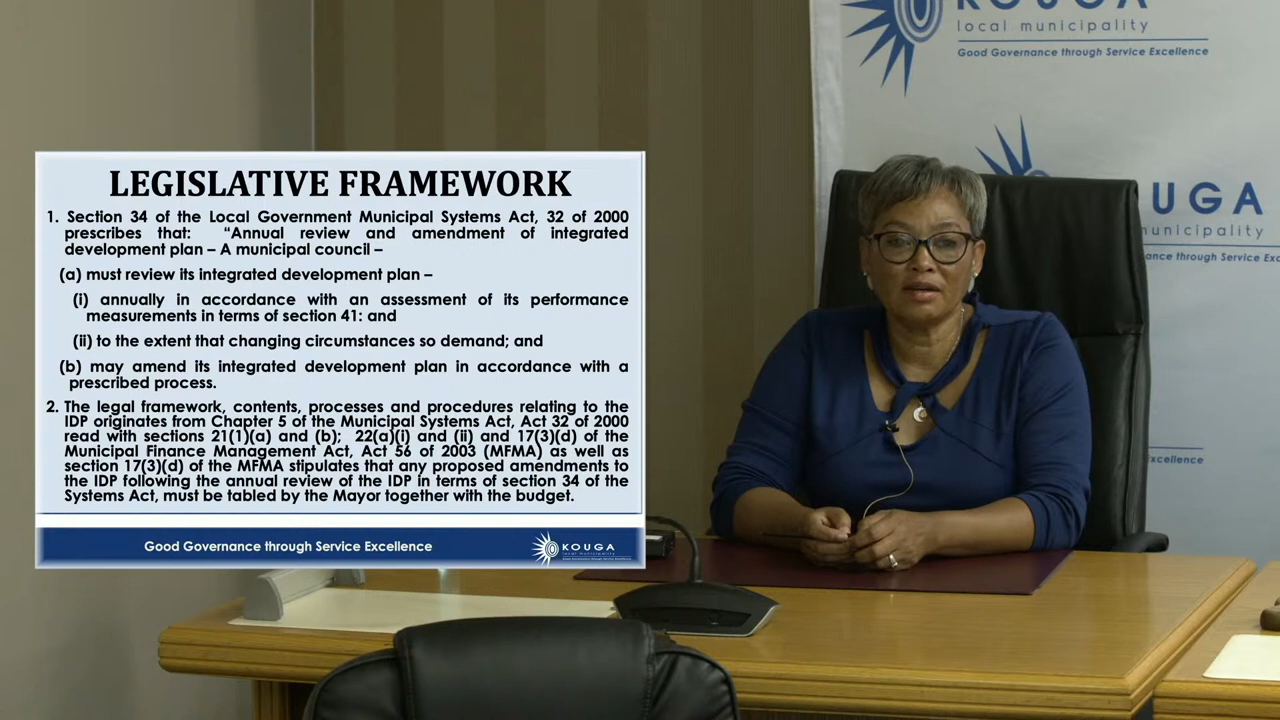 LEGISLATIVE FRAMEWORK
1. Section 34 of the Local Government Municipal Systems Act, 32 of 2000
prescribes that: “Annual review and amendment of integrated
development plan – A municipal council –
(a) must review its integrated development plan –
(i) annually in accordance with an assessment of its performance
measurements in terms of section 41: and
(ii) to the extent that changing circumstances so demand; and
(b) may amend its integrated development plan in accordance with a
prescribed process.
2. The legal framework, contents, processes and procedures relating to the
IDP originates from Chapter 5 of the Municipal Systems Act, Act 32 of 2000
read with sections 21(1)(a) and (b); 22(a)(i) and (ii) and 17(3)(d) of the
Municipal Finance Management Act, Act 56 of 2003 (MFMA) as well as
section 17(3)(d) of the MFMA stipulates that any proposed amendments to
the IDP following the annual review of the IDP in terms of section 34 of the
Systems Act, must be tabled by the Mayor together with the budget.
Good Governance through Service Excellence
KOUGA
local municipality
Good Governance through Service Excellence
KOUGA
local municipality
Good Governance through Service Excellence
UGA
municipality
ance through Service Exc
xcellence